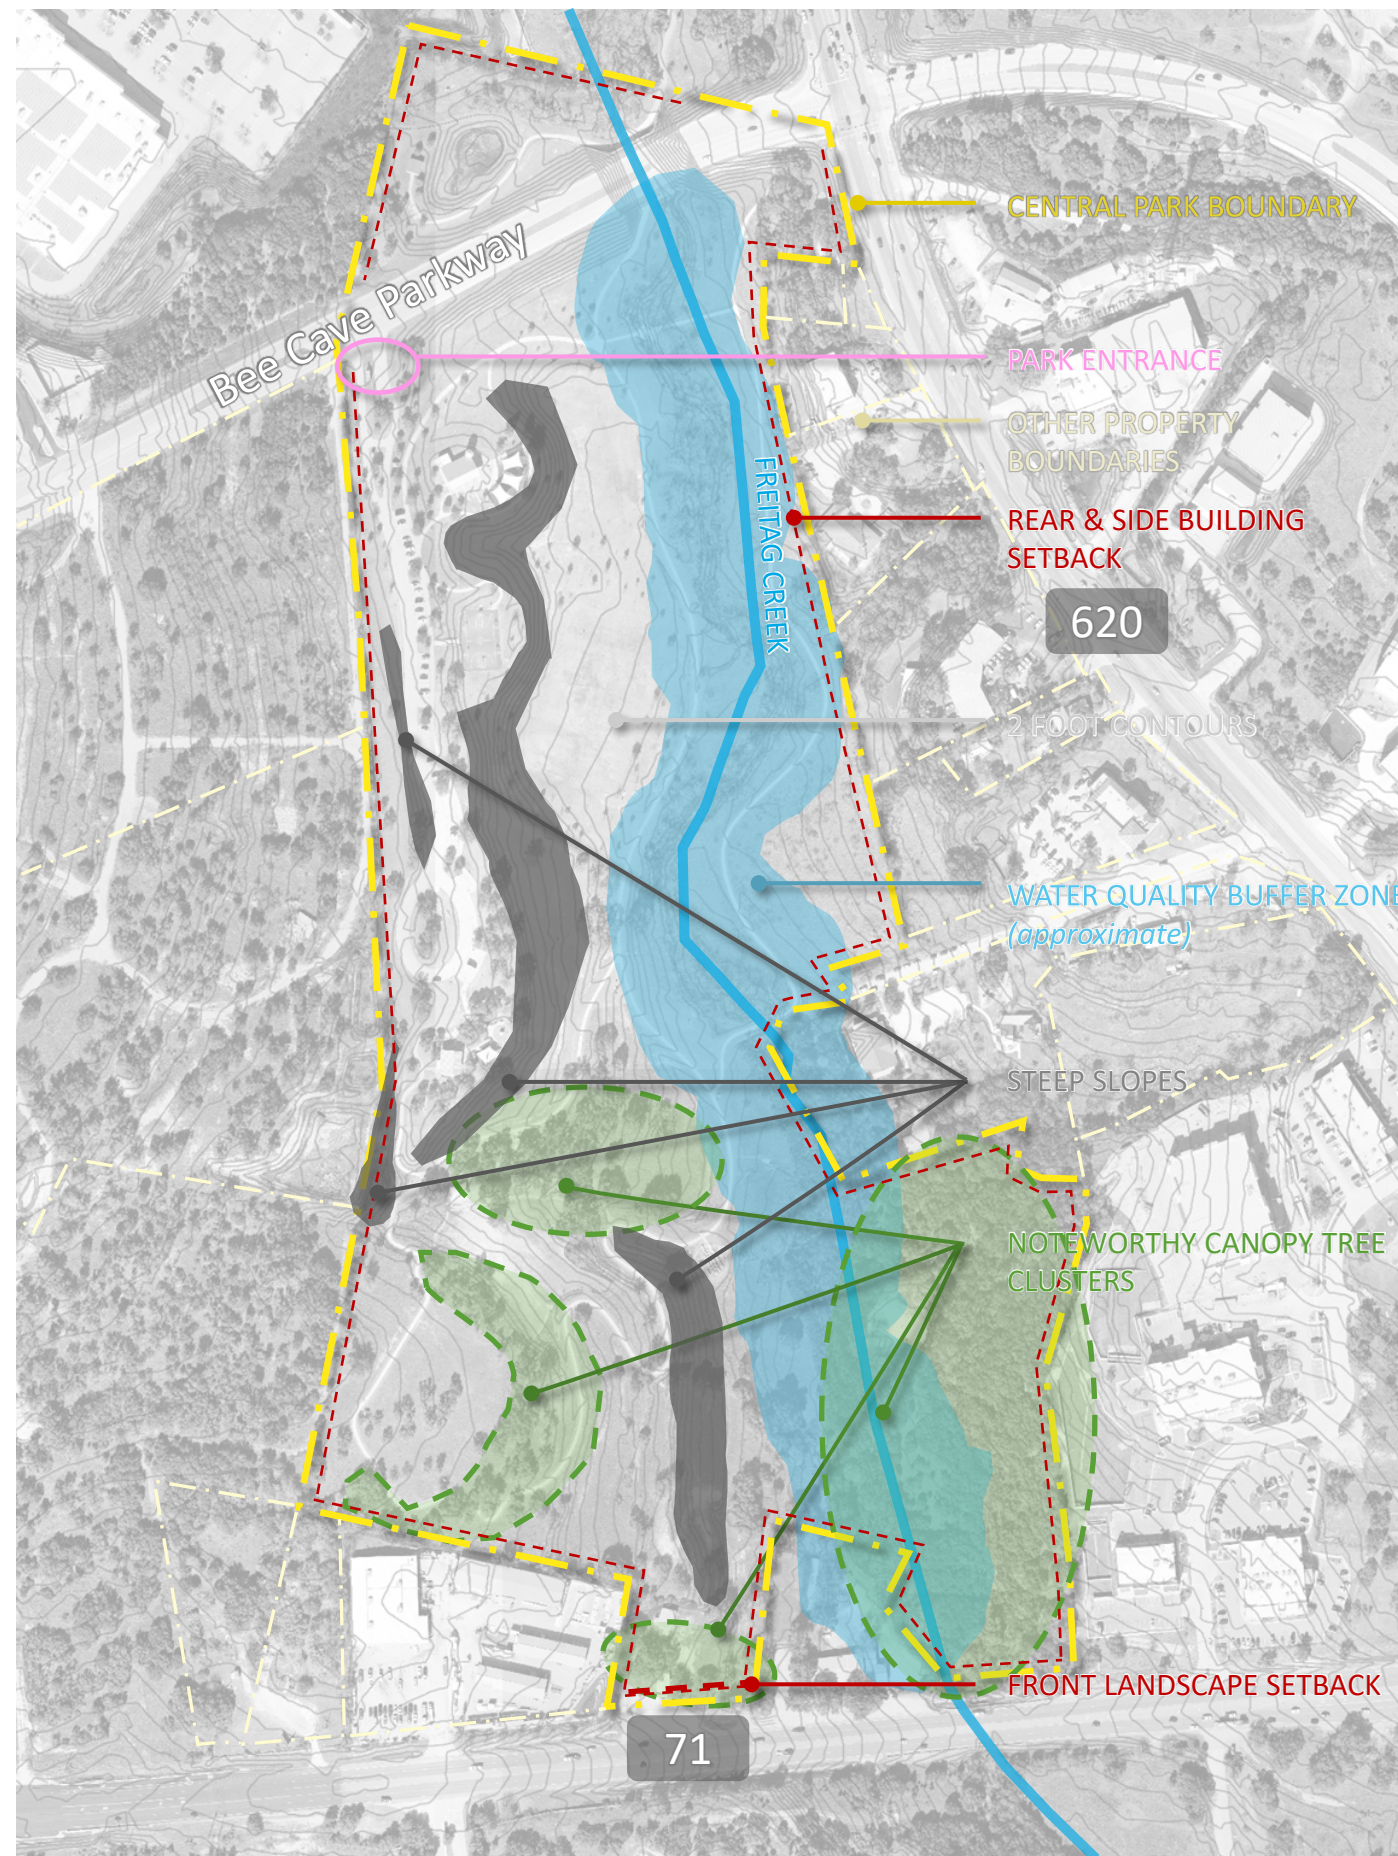 CENTRAL PARK BOUNDARY
Bee Cave Parkway
PARK ENTRANCE
OTHER PROPERTY
BOUNDARIES
FREITAG CREEK
REAR & SIDE BUILDING
SETBACK
620
2 FOOT CONTOURS
WATER QUALITY BUFFER ZONE
(approximate)
STEEP SLOPES
NOTEWORTHY CANOPY TREE
CLUSTERS
FRONT LANDSCAPE SETBACK
71